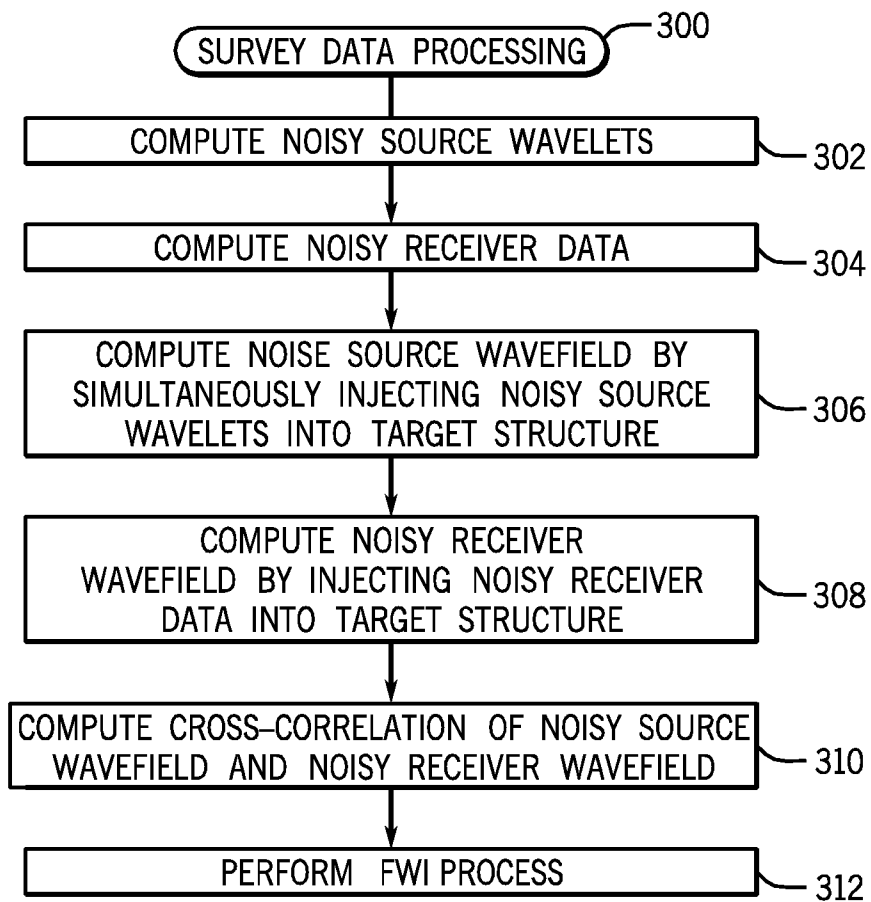 SURVEY DATA PROCESSING
300
COMPUTE NOISY SOURCE WAVELETS
302
COMPUTE NOISY RECEIVER DATA
304
COMPUTE NOISE SOURCE WAVEFIELD BY
SIMULTANEOUSLY INJECTING NOISY SOURCE
WAVELETS INTO TARGET STRUCTURE
306
COMPUTE NOISY RECEIVER
WAVEFIELD BY INJECTING NOISY RECEIVER
DATA INTO TARGET STRUCTURE
308
COMPUTE CROSS–CORRELATION OF NOISY SOURCE
WAVEFIELD AND NOISY RECEIVER WAVEFIELD
310
PERFORM FWI PROCESS
312